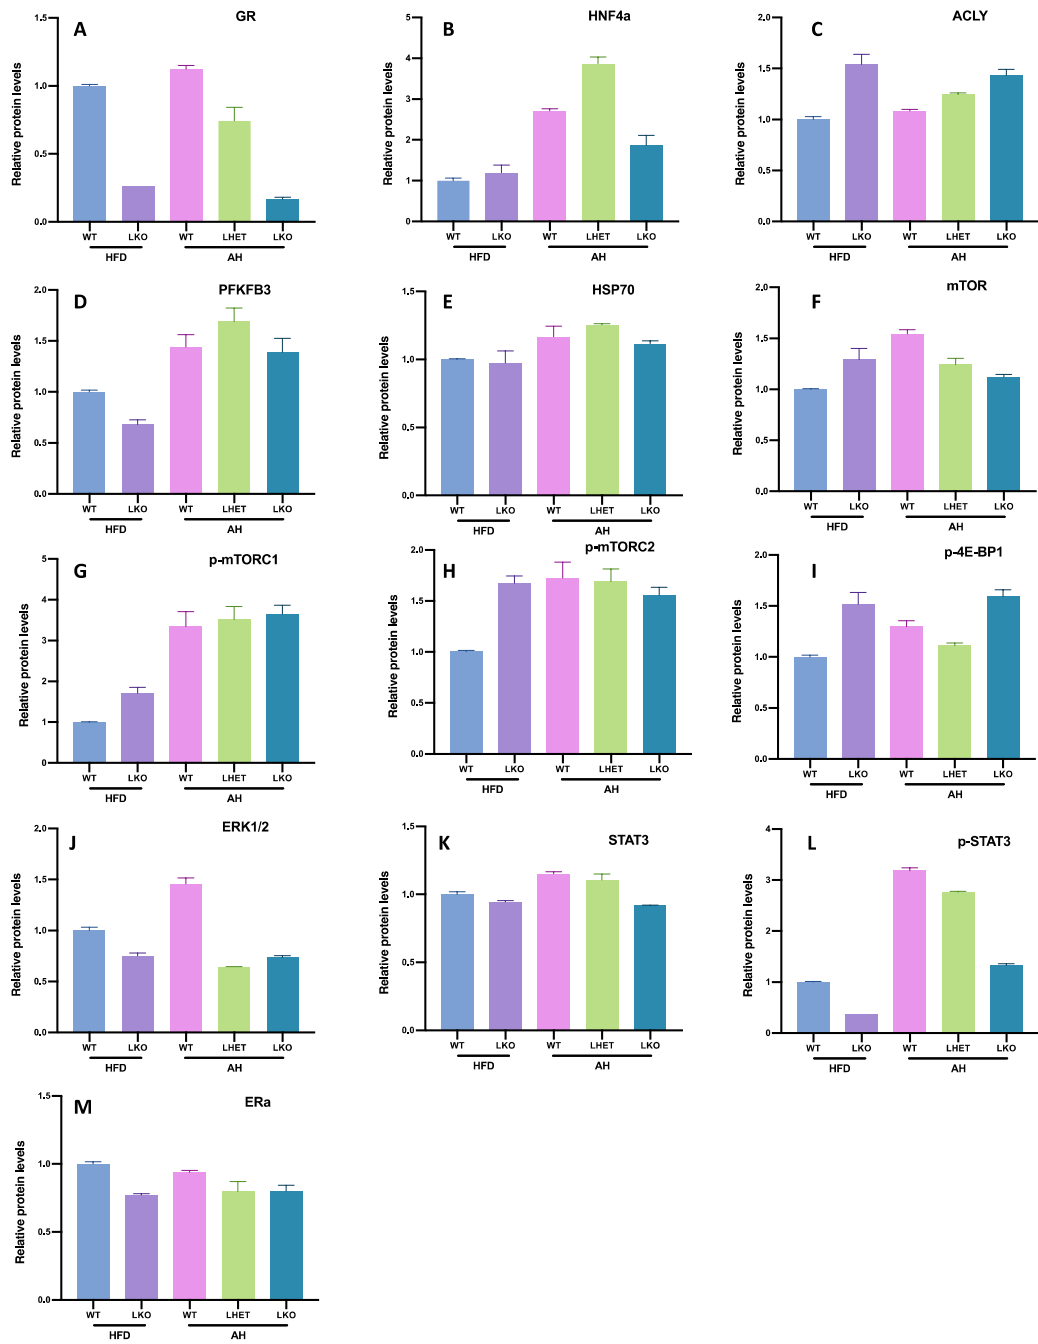 A
GR
Relative protein levels
1.5
1.0
0.5
0.0
WT
LKO
WT
LHET
LKO
HFD
AH
B
HNF4a
Relative protein levels
5
4
3
2
1
0
WT
LKO
WT
LHET
LKO
HFD
AH
C
ACLY
Relative protein levels
2.0
1.5
1.0
0.5
0.0
WT
LKO
WT
LHET
LKO
HFD
AH
D
PFKFB3
Relative protein levels
2.0
1.5
1.0
0.5
0.0
WT
LKO
WT
LHET
LKO
HFD
AH
E
HSP70
Relative protein levels
1.5
1.0
0.5
0.0
WT
LKO
WT
LHET
LKO
HFD
AH
F
mTOR
Relative protein levels
2.0
1.5
1.0
0.5
0.0
WT
LKO
WT
LHET
LKO
HFD
AH
G
p-mTORC1
Relative protein levels
5
4
3
2
1
0
WT
LKO
WT
LHET
LKO
HFD
AH
H
p-mTORC2
Relative protein levels
2.0
1.5
1.0
0.5
0.0
WT
LKO
WT
LHET
LKO
HFD
AH
I
p-4E-BP1
Relative protein levels
2.0
1.5
1.0
0.5
0.0
WT
LKO
WT
LHET
LKO
HFD
AH
J
ERK1/2
Relative protein levels
2.0
1.5
1.0
0.5
0.0
WT
LKO
WT
LHET
LKO
HFD
AH
K
STAT3
Relative protein levels
1.5
1.0
0.5
0.0
WT
LKO
WT
LHET
LKO
HFD
AH
L
p-STAT3
Relative protein levels
4
3
2
1
0
WT
LKO
WT
LHET
LKO
HFD
AH
M
ERa
Relative protein levels
1.5
1.0
0.5
0.0
WT
LKO
WT
LHET
LKO
HFD
AH